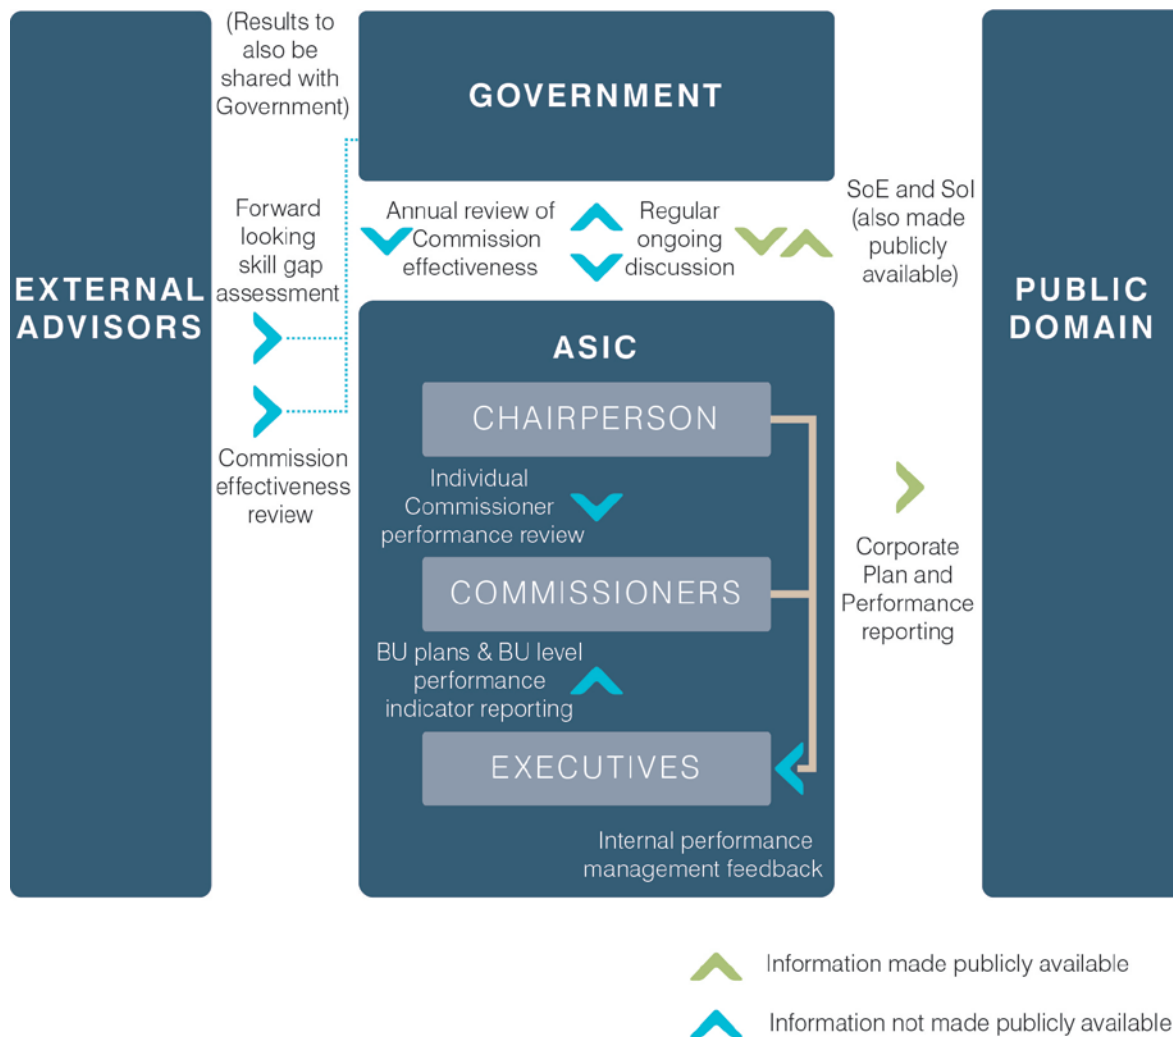 (Results to
also be
shared with
Government)
GOVERNMENT
Forward
looking
skill gap
assessment
Annual review of
Commission
effectiveness
Regular
ongoing
discussion
SoE and SoI
(also made
publicly
available)
EXTERNAL
ADVISORS
PUBLIC
DOMAIN
ASIC
CHAIRPERSON
Commission
effectiveness
review
Individual
Commissioner
performance review
COMMISSIONERS
Corporate
Plan and
Performance
reporting
BU plans & BU level
performance
indicator reporting
EXECUTIVES
Internal performance
management feedback
Information made publicly available
Information not made publicly available